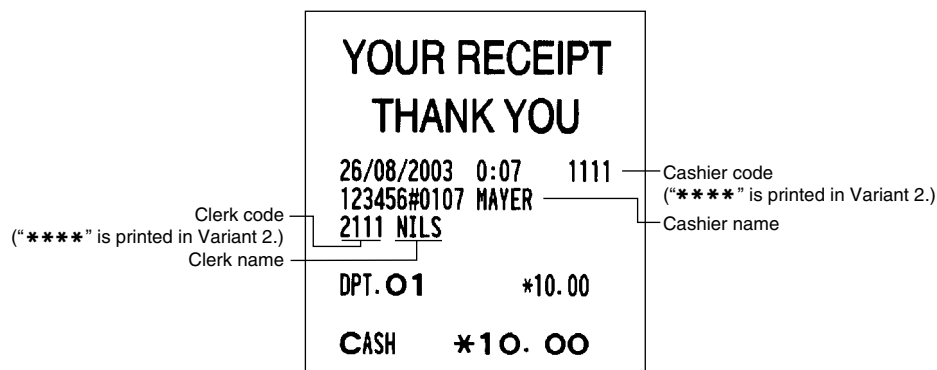 YOUR RECEIPT
THANK YOU
26/08/2003 0:07 1111
123456#0107 MAYER
2111 NILS
DPT.01 *10.00
CASH *10.00
Cashier code
("****" is printed in Variant 2.)
Cashier name
Clerk code
("****" is printed in Variant 2.)
Clerk name